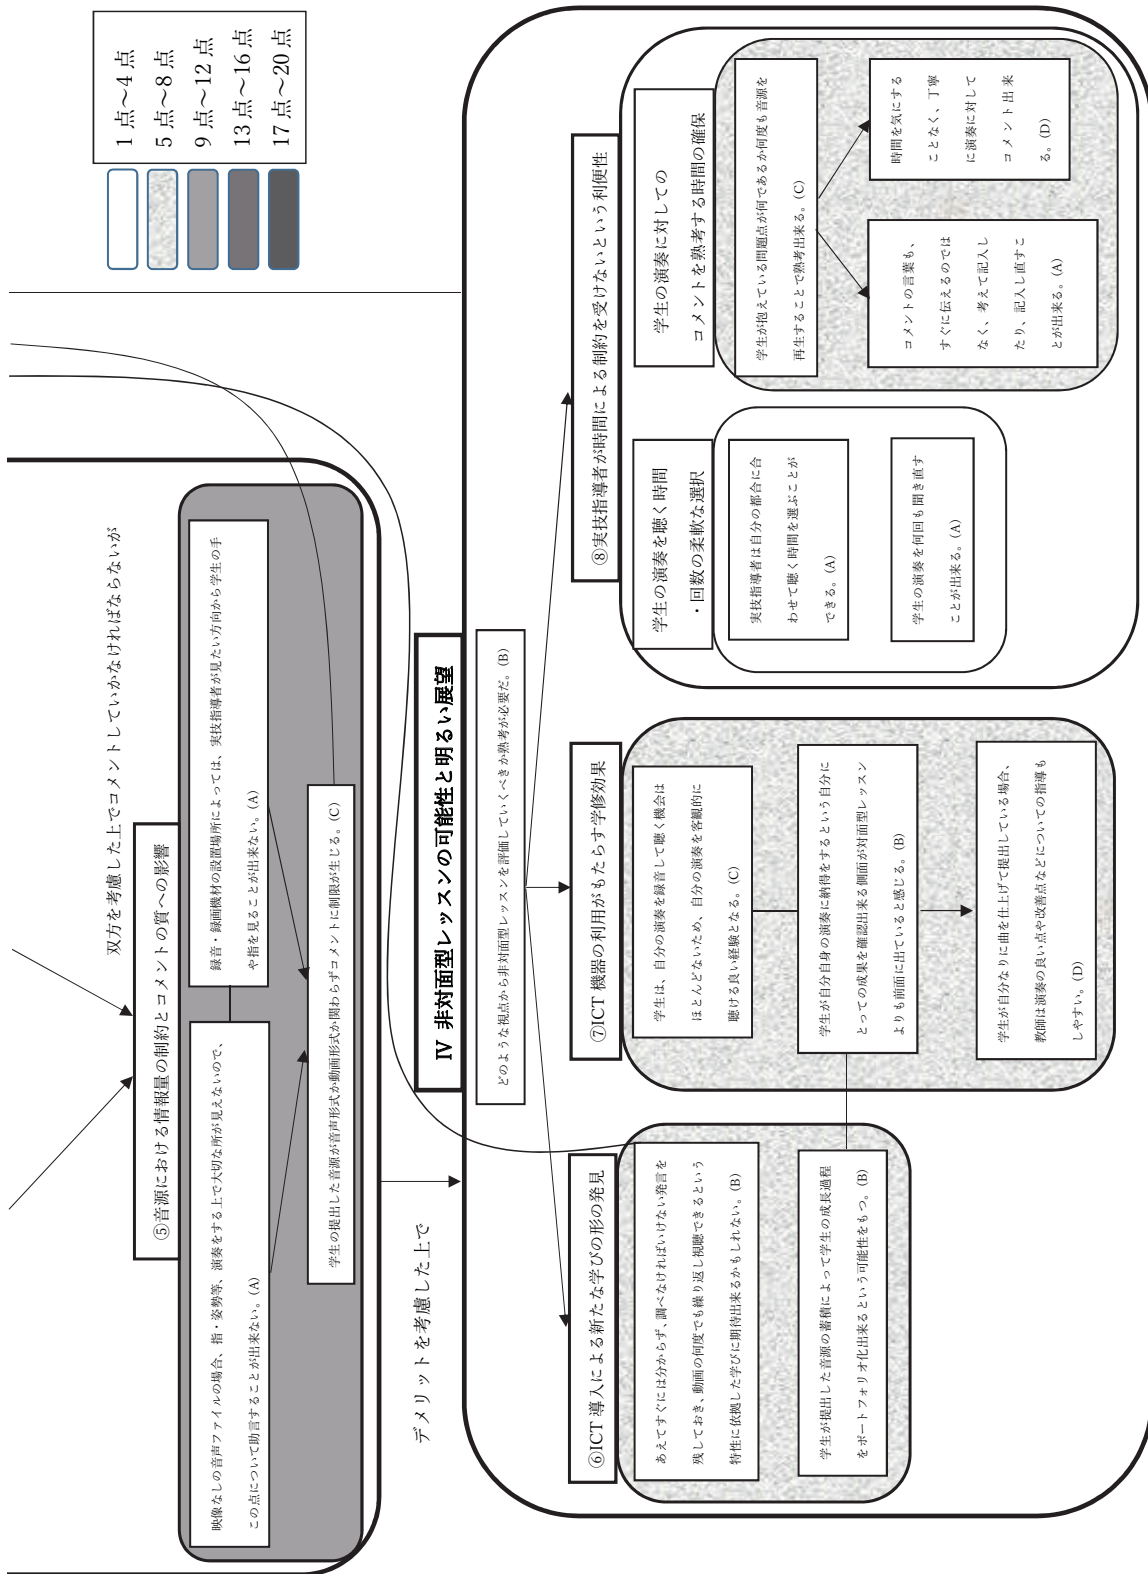 1点～4点
5点～8点
9点～12点
13点～16点
17点～20点
双方を考慮した上でコメントしていかなければならないが
⑤音源における情報量の制約とコメントの質への影響
映像なしの音声ファイルの場合、指・姿勢等、演奏をする上で大切な所が見えないので、
この点について助言することが出来ない。(A)
録音・録画機材の設置場所によっては、実技指導者が見たい方向から学生の手
や指を見ることが出来ない。(A)
学生の提出した音源が音声形式か動画形式か関わらずコメントに制限が生じる。(C)
デメリットを考慮した上で
Ⅳ 非対面型レッスンの可能性と明るい展望
どのような視点から非対面型レッスンを評価していくべきか熟考が必要だ。(B)
⑥ICT 導入による新たな学びの形の発見
あえてすぐには分からず、調べなければいけない発言を
残しておき、動画の何度でも繰り返し視聴できるという
特性に依拠した学びに期待出来るかもしれない。(B)
学生が提出した音源の蓄積によって学生の成長過程
をポートフォリオ化出来るという可能性をもつ。(B)
⑦ICT 機器の利用がもたらす学修効果
学生は、自分の演奏を録音して聴く機会は
ほとんどないため、自分の演奏を客観的に
聴ける良い経験となる。(C)
学生が自分自身の演奏に納得をするという自分に
とっての成果を確認出来る側面が対面型レッスン
よりも前面に出ていると感じる。(B)
学生が自分なりに曲を仕上げて提出している場合、
教師は演奏の良い点や改善点などについての指導も
しやすい。(D)
⑧実技指導者が時間による制約を受けないという利便性
学生の演奏を聴く時間
・回数の柔軟な選択
実技指導者は自分の都合に合
わせて聴く時間を選ぶことが
できる。(A)
学生の演奏を何回も聞き直す
ことが出来る。(A)
学生の演奏に対しての
コメントを熟考する時間の確保
学生が抱えている問題点が何であるか何度も音源を
再生することで熟考出来る。(C)
コメントの言葉も、
すぐに伝えるのでは
なく、考えて記入し
たり、記入し直すこ
とが出来る。(A)
時間を気にする
ことなく、丁寧
に演奏に対して
コメント出来
る。(D)